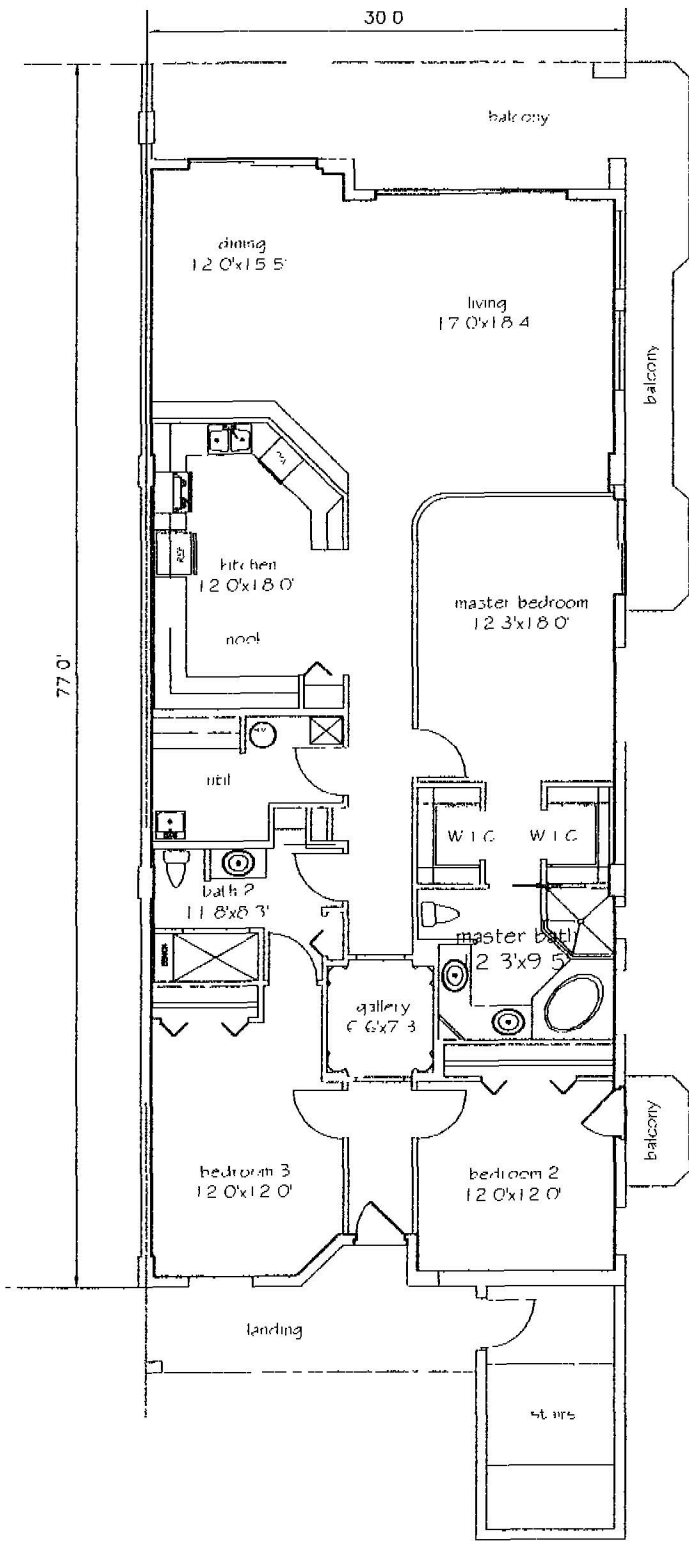 30 0
balcony
dining
12 0'x15 5'
living
17 0'x18 4
balcony
REF
kitchen
12 0'x18 0'
nook
master bedroom
12 3'x18 0'
77 0'
util
W I C
W I C
bath 2
11 8'x8 3'
master bath
12 3'x9 5'
gallery
6 6'x7 3
balcony
bedroom 3
12 0'x12 0'
bedroom 2
12 0'x12 0'
landing
stairs